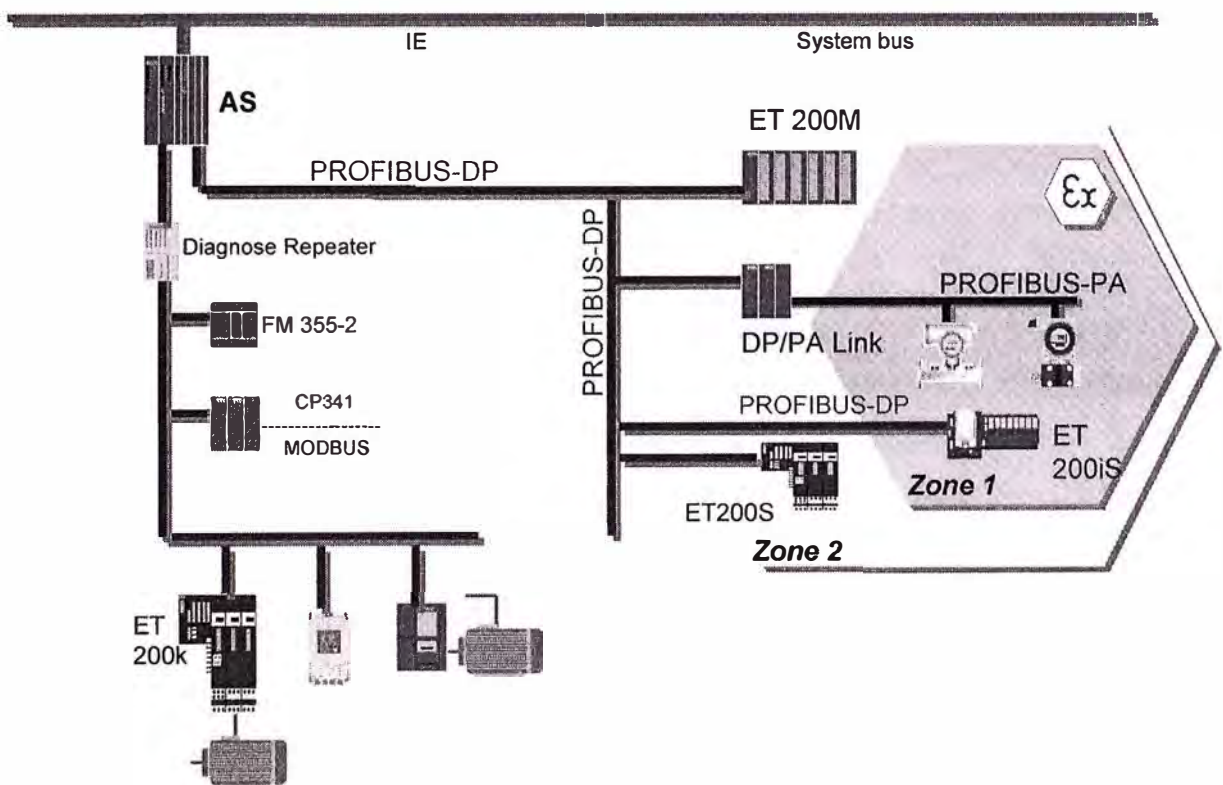 IE
System bus
AS
ET 200M
PROFIBUS-DP
Ex
Diagnose Repeater
PROFIBUS-DP
PROFIBUS-PA
FM 355-2
DP/PA Link
CP341
MODBUS
PROFIBUS-DP
ET
200iS
Zone 1
ET200S
Zone 2
ET
200k